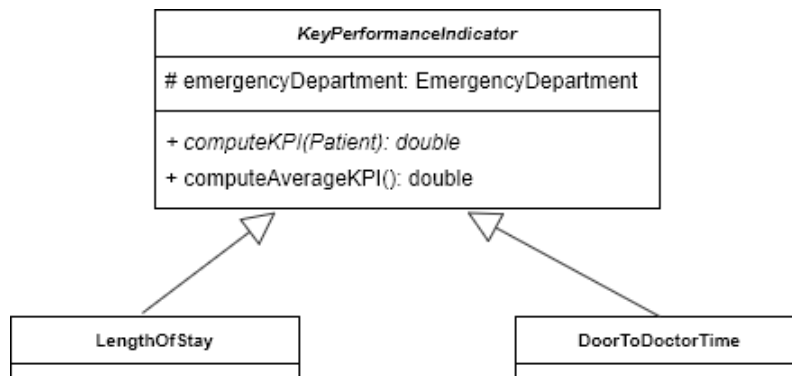 KeyPerformanceIndicator
# emergencyDepartment: EmergencyDepartment
+ computeKPI(Patient): double
+ computeAverageKPI(): double
LengthOfStay
DoorToDoctorTime